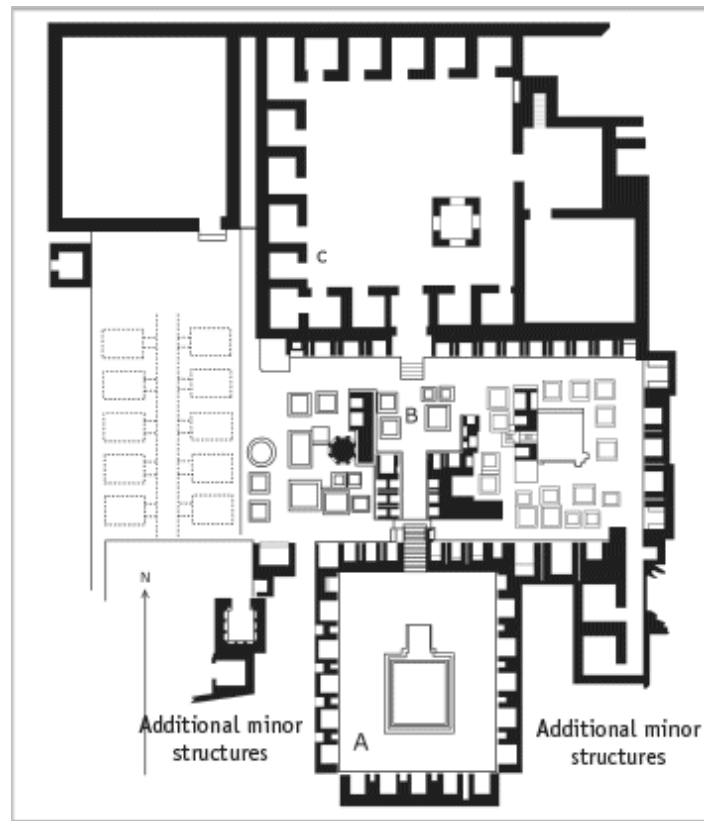 C
B
N
A
Additional minor
structures
Additional minor
structures